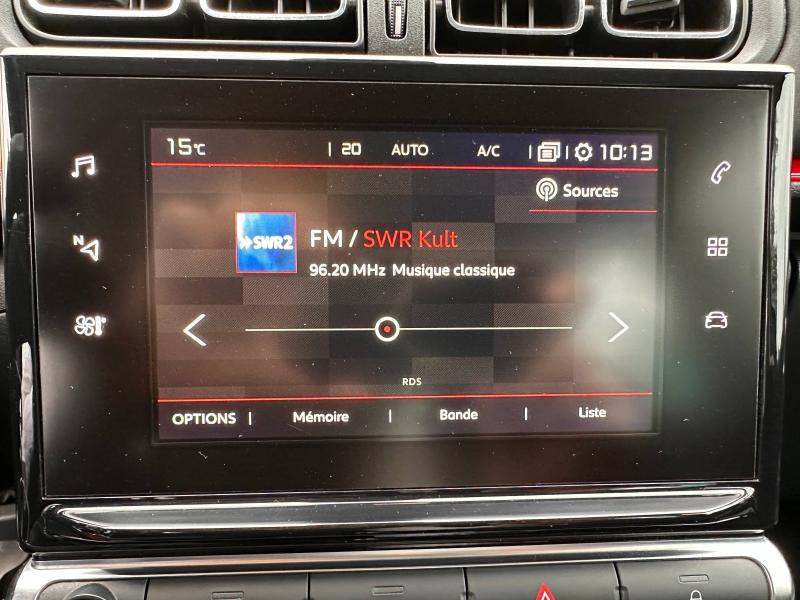 15°C | 20 AUTO A/C | | 10:13
Sources
SWR2 FM / SWR Kult
96.20 MHz Musique classique
N
RDS
OPTIONS | Mémoire | Bande | Liste